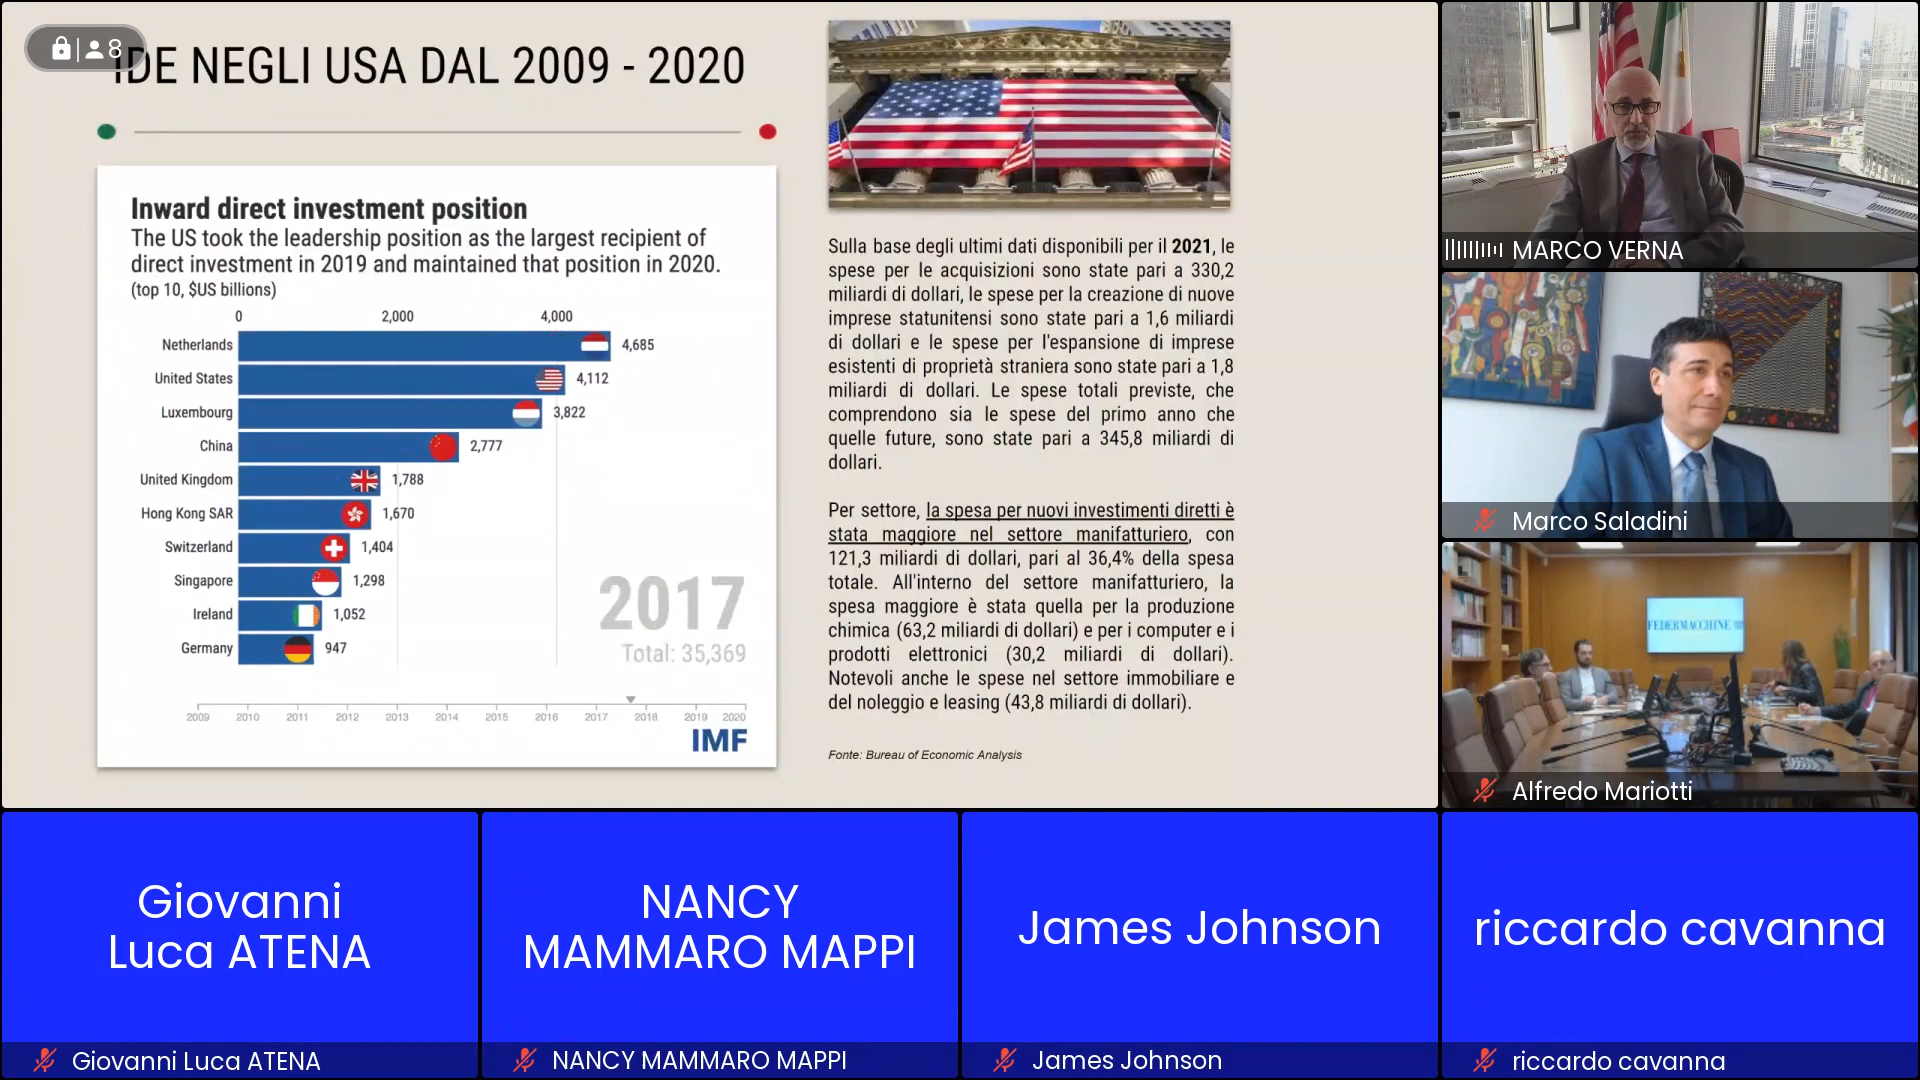 8
IDE NEGLI USA DAL 2009 - 2020
Inward direct investment position
The US took the leadership position as the largest recipient of
direct investment in 2019 and maintained that position in 2020.
(top 10, $US billions)
0 2,000 4,000
Netherlands 4,685
United States 4,112
Luxembourg 3,822
China 2,777
United Kingdom 1,788
Hong Kong SAR 1,670
Switzerland 1,404
Singapore 1,298
Ireland 1,052
Germany 947
2017
Total: 35,369
2009 2010 2011 2012 2013 2014 2015 2016 2017 2018 2019 2020
IMF
Sulla base degli ultimi dati disponibili per il 2021, le
spese per le acquisizioni sono state pari a 330,2
miliardi di dollari, le spese per la creazione di nuove
imprese statunitensi sono state pari a 1,6 miliardi
di dollari e le spese per l'espansione di imprese
esistenti di proprietà straniera sono state pari a 1,8
miliardi di dollari. Le spese totali previste, che
comprendono sia le spese del primo anno che
quelle future, sono state pari a 345,8 miliardi di
dollari.
Per settore, la spesa per nuovi investimenti diretti è
stata maggiore nel settore manifatturiero, con
121,3 miliardi di dollari, pari al 36,4% della spesa
totale. All'interno del settore manifatturiero, la
spesa maggiore è stata quella per la produzione
chimica (63,2 miliardi di dollari) e per i computer e i
prodotti elettronici (30,2 miliardi di dollari).
Notevoli anche le spese nel settore immobiliare e
del noleggio e leasing (43,8 miliardi di dollari).
Fonte: Bureau of Economic Analysis
MARCO VERNA
Marco Saladini
FEDERMACCHINE
Alfredo Mariotti
Giovanni
Luca ATENA
Giovanni Luca ATENA
NANCY
MAMMARO MAPPI
NANCY MAMMARO MAPPI
James Johnson
James Johnson
riccardo cavanna
riccardo cavanna